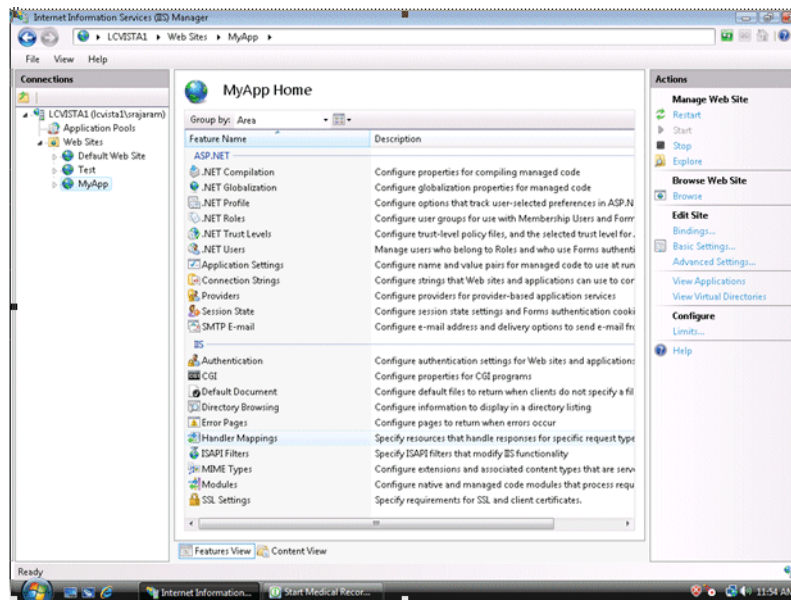 Internet Information Services (IIS) Manager
LCVISTA1 Web Sites MyApp
File View Help
Connections
LCVISTA1 (lcvista1\srajaram)
Application Pools
Web Sites
Default Web Site
Test
MyApp
MyApp Home
Group by: Area
Feature Name Description
ASP.NET
.NET Compilation Configure properties for compiling managed code
.NET Globalization Configure globalization properties for managed code
.NET Profile Configure options that track user-selected preferences in ASP.N
.NET Roles Configure user groups for use with Membership Users and Form
.NET Trust Levels Configure trust-level policy files, and the selected trust level for.
.NET Users Manage users who belong to Roles and who use Forms authenti
Application Settings Configure name and value pairs for managed code to use at run
Connection Strings Configure strings that Web sites and applications can use to cor
Providers Configure providers for provider-based application services
Session State Configure session state settings and Forms authentication cooki
SMTP E-mail Configure e-mail address and delivery options to send e-mail fro
IIS
Authentication Configure authentication settings for Web sites and applications
CGI Configure properties for CGI programs
Default Document Configure default files to return when clients do not specify a fil
Directory Browsing Configure information to display in a directory listing
Error Pages Configure pages to return when errors occur
Handler Mappings Specify resources that handle responses for specific request type
ISAPI Filters Specify ISAPI filters that modify IIS functionality
MIME Types Configure extensions and associated content types that are serv
Modules Configure native and managed code modules that process requ
SSL Settings Specify requirements for SSL and client certificates.
Features View Content View
Actions
Manage Web Site
Restart
Start
Stop
Explore
Browse Web Site
Browse
Edit Site
Bindings...
Basic Settings...
Advanced Settings...
View Applications
View Virtual Directories
Configure
Limits...
Help
Ready
Internet Information... Start Medical Recor... 11:54 AM